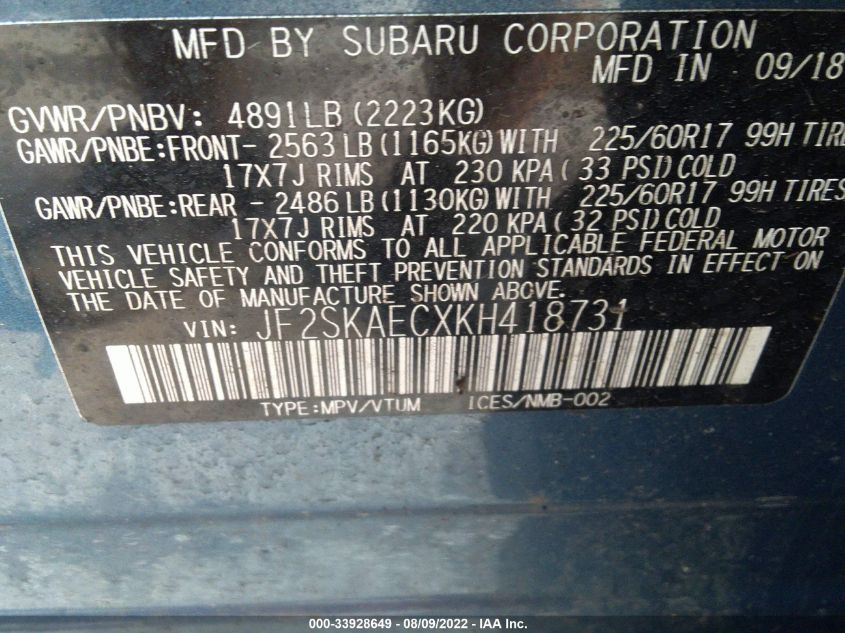 MFD BY SUBARU CORPORATION
MFD IN 09/18
GVWR/PNBV: 4891LB (2223KG)
GAWR/PNBE:FRONT- 2563 LB (1165KG) WITH 225/60R17 99H TIRE
17X7J RIMS AT 230 KPA ( 33 PSI) COLD
GAWR/PNBE:REAR - 2486 LB (1130KG) WITH 225/60R17 99H TIRES
17X7J RIMS AT 220 KPA ( 32 PSI) COLD
THIS VEHICLE CONFORMS TO ALL APPLICABLE FEDERAL MOTOR
VEHICLE SAFETY AND THEFT PREVENTION STANDARDS IN EFFECT ON
THE DATE OF MANUFACTURE SHOWN ABOVE.
VIN: JF2SKAECXKH418731
TYPE:MPV/VTUM ICES/NMB-002
000-33928649 - 08/09/2022 - IAA Inc.